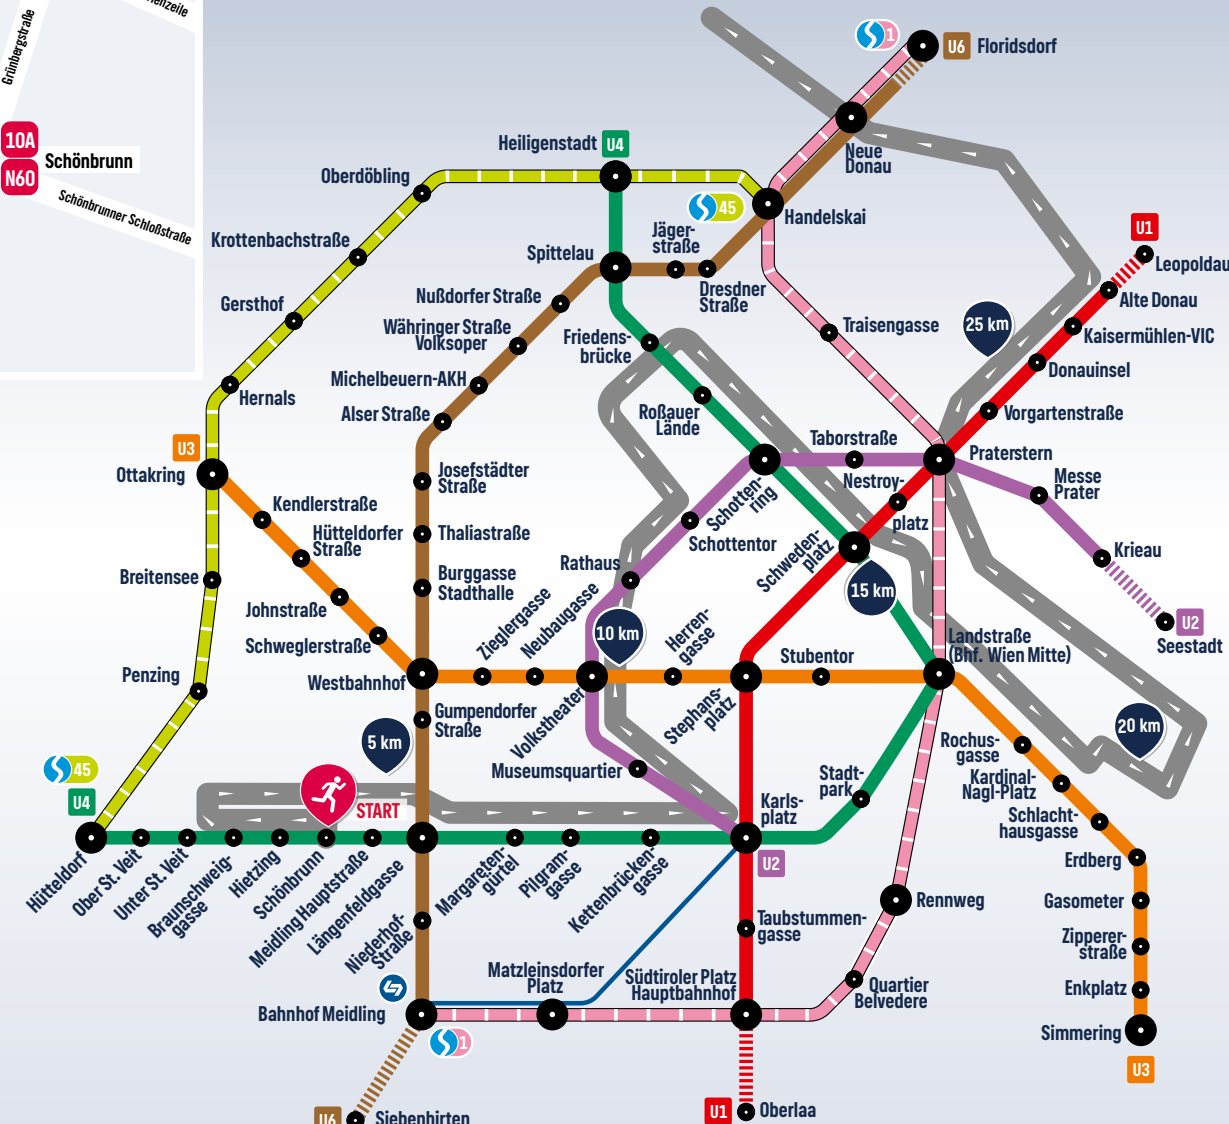 Grünbergstraße
10A
N60
Schönbrunn
Schönbrunner Schloßstraße
1
U6
Floridsdorf
Neue
Donau
Heiligenstadt
U4
Oberdöbling
45
Handelskai
Krottenbachstraße
Spittelau
Jäger-
straße
Dresdner
Straße
U1
Leopoldau
Alte Donau
Gersthof
Nußdorfer Straße
Währinger Straße
Volksoper
Friedens-
brücke
Traisengasse
25 km
Kaisermühlen-VIC
Donauinsel
Michelbeuern-AKH
Hernals
Alser Straße
Roßauer
Lände
Vorgartenstraße
U3
Ottakring
Taborstraße
Praterstern
Josefstädter
Straße
Schotten-
ring
Nestroy-
platz
Messe
Prater
Kendlerstraße
Hütteldorfer
Straße
Thaliastraße
Schottentor
Schweden-
platz
Krieau
Breitensee
Johnstraße
Burggasse
Stadthalle
Rathaus
15 km
U2
Seestadt
Schweglerstraße
Zieglergasse
Neubaugasse
10 km
Herren-
gasse
Stubentor
Landstraße
(Bhf. Wien Mitte)
Penzing
Westbahnhof
Volkstheater
Stephans-
platz
Gumpendorfer
Straße
5 km
Rochus-
gasse
20 km
45
U4
START
Museumsquartier
Stadt-
park
Kardinal-
Nagl-Platz
Karls-
platz
U2
Schlacht-
hausgasse
Erdberg
Hütteldorf
Ober St. Veit
Unter St. Veit
Braunschweig-
gasse
Hietzing
Schönbrunn
Meidling Hauptstraße
Längenfeldgasse
Margareten-
gürtel
Pilgram-
gasse
Kettenbrücken-
gasse
Niederhof-
Straße
Taubstummen-
gasse
Rennweg
Gasometer
Zipperer-
straße
Enkplatz
Simmering
U3
Matzleinsdorfer
Platz
Südtiroler Platz
Hauptbahnhof
Quartier
Belvedere
Bahnhof Meidling
1
U6
Siebenhirten
U1
Oberlaa